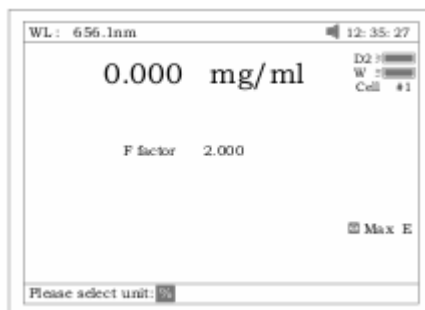 WL: 656.1nm 12:35:27
0.000 mg/ml
D2
W
Cell #1
F factor 2.000
Max E
Please select unit: %